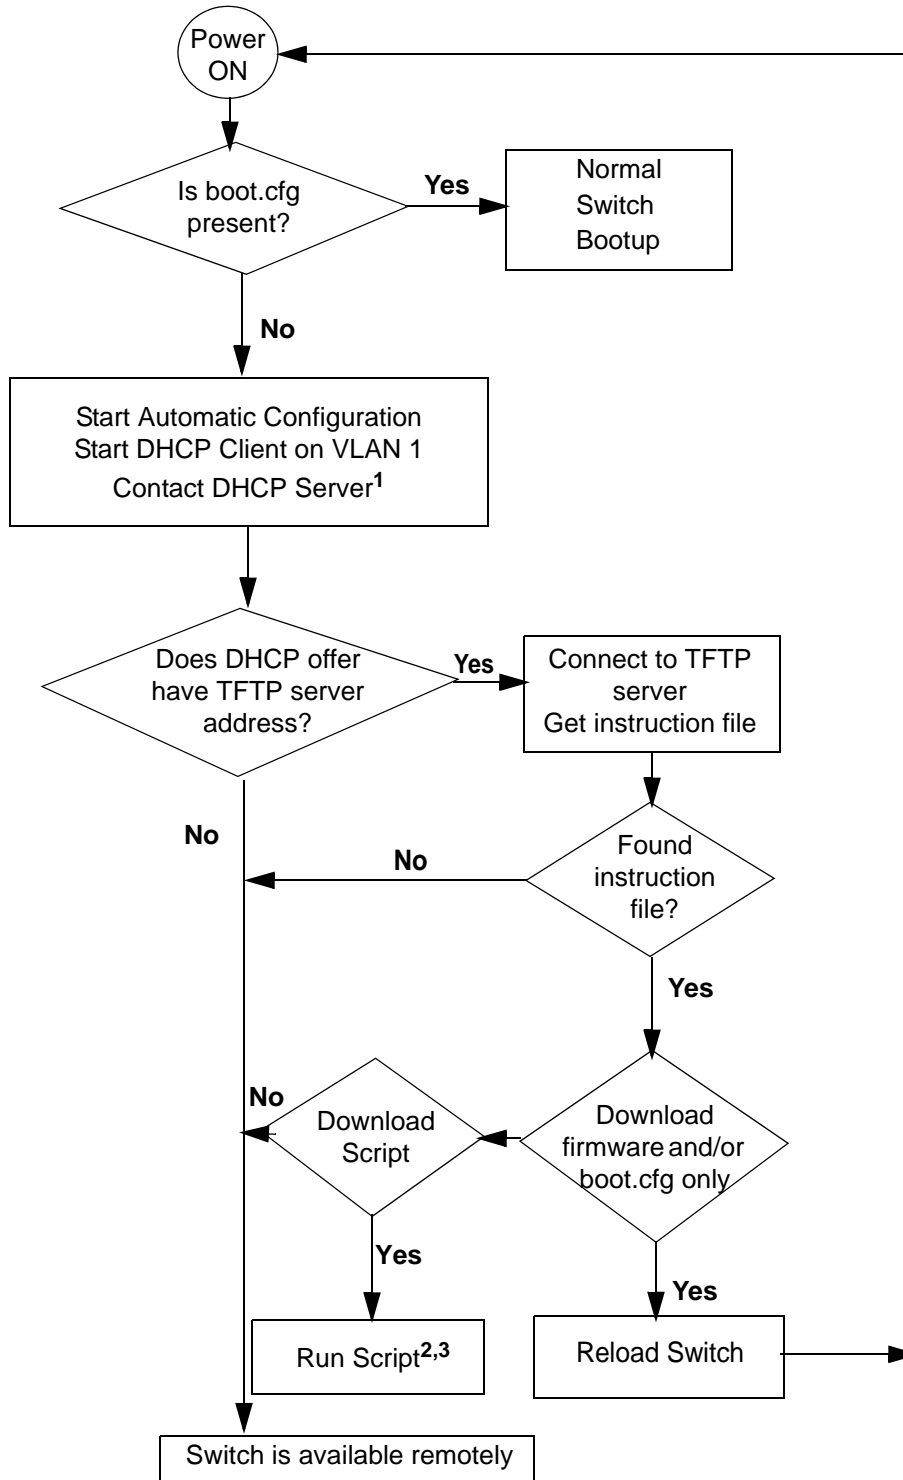 Power
ON
Is boot.cfg
present?
Yes
Normal
Switch
Bootup
No
Start Automatic Configuration
Start DHCP Client on VLAN 1
Contact DHCP Server1
Does DHCP offer
have TFTP server
address?
Yes
Connect to TFTP
server
Get instruction file
No
No
Found
instruction
file?
Yes
No
Download
Script
Download
firmware and/or
boot.cfg only
Yes
Yes
Run Script2,3
Reload Switch
Switch is available remotely